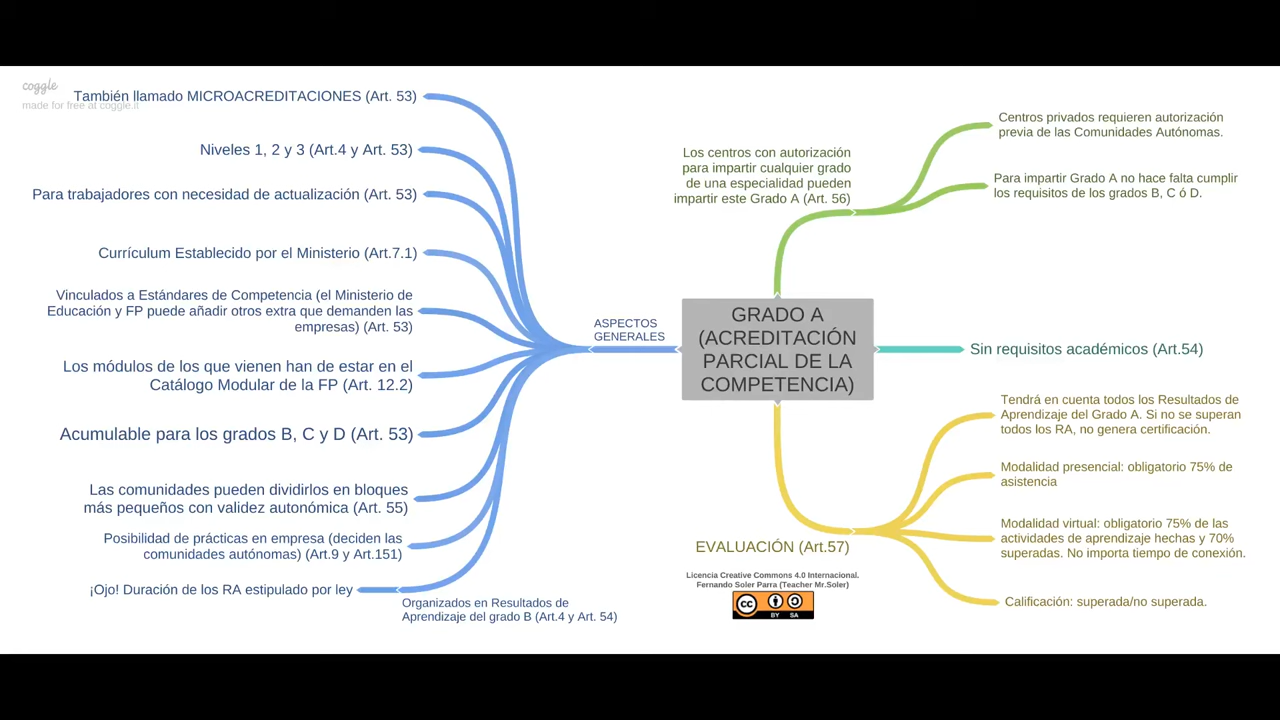 coggle
made for free at coggle.it
También llamado MICROACREDITACIONES (Art. 53)
Niveles 1, 2 y 3 (Art.4 y Art. 53)
Para trabajadores con necesidad de actualización (Art. 53)
Currículum Establecido por el Ministerio (Art.7.1)
Vinculados a Estándares de Competencia (el Ministerio de
Educación y FP puede añadir otros extra que demanden las
empresas) (Art. 53)
Los módulos de los que vienen han de estar en el
Catálogo Modular de la FP (Art. 12.2)
Acumulable para los grados B, C y D (Art. 53)
Las comunidades pueden dividirlos en bloques
más pequeños con validez autonómica (Art. 55)
Posibilidad de prácticas en empresa (deciden las
comunidades autónomas) (Art.9 y Art.151)
¡Ojo! Duración de los RA estipulado por ley
Organizados en Resultados de
Aprendizaje del grado B (Art.4 y Art. 54)
ASPECTOS
GENERALES
GRADO A
(ACREDITACIÓN
PARCIAL DE LA
COMPETENCIA)
Los centros con autorización
para impartir cualquier grado
de una especialidad pueden
impartir este Grado A (Art. 56)
Centros privados requieren autorización
previa de las Comunidades Autónomas.
Para impartir Grado A no hace falta cumplir
los requisitos de los grados B, C ó D.
Sin requisitos académicos (Art.54)
EVALUACIÓN (Art.57)
Tendrá en cuenta todos los Resultados de
Aprendizaje del Grado A. Si no se superan
todos los RA, no genera certificación.
Modalidad presencial: obligatorio 75% de
asistencia
Modalidad virtual: obligatorio 75% de las
actividades de aprendizaje hechas y 70%
superadas. No importa tiempo de conexión.
Calificación: superada/no superada.
Licencia Creative Commons 4.0 Internacional.
Fernando Soler Parra (Teacher Mr.Soler)
cc
BY SA